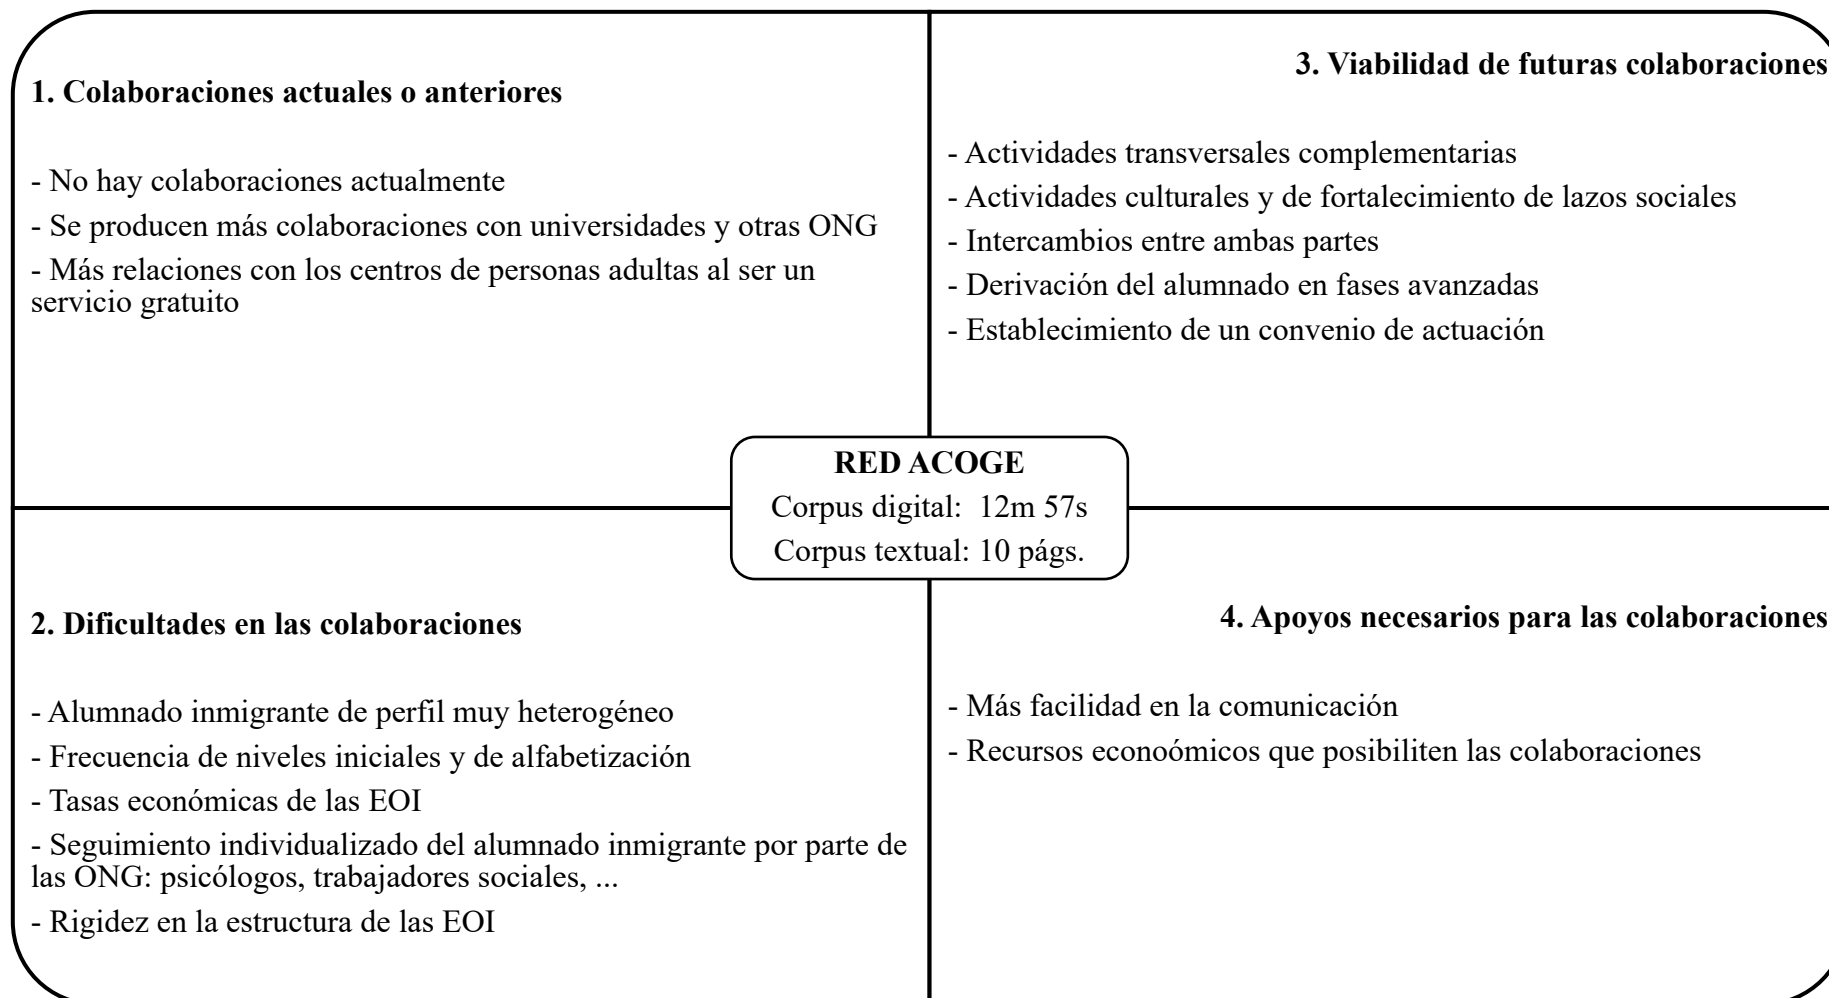 1. Colaboraciones actuales o anteriores
- No hay colaboraciones actualmente
- Se producen más colaboraciones con universidades y otras ONG
- Más relaciones con los centros de personas adultas al ser un
servicio gratuito
2. Dificultades en las colaboraciones
- Alumnado inmigrante de perfil muy heterogéneo
- Frecuencia de niveles iniciales y de alfabetización
- Tasas económicas de las EOI
- Seguimiento individualizado del alumnado inmigrante por parte de
las ONG: psicólogos, trabajadores sociales, ...
- Rigidez en la estructura de las EOI
3. Viabilidad de futuras colaboraciones
- Actividades transversales complementarias
- Actividades culturales y de fortalecimiento de lazos sociales
- Intercambios entre ambas partes
- Derivación del alumnado en fases avanzadas
- Establecimiento de un convenio de actuación
4. Apoyos necesarios para las colaboraciones
- Más facilidad en la comunicación
- Recursos econoómicos que posibiliten las colaboraciones
RED ACOGE
Corpus digital: 12m 57s
Corpus textual: 10 págs.